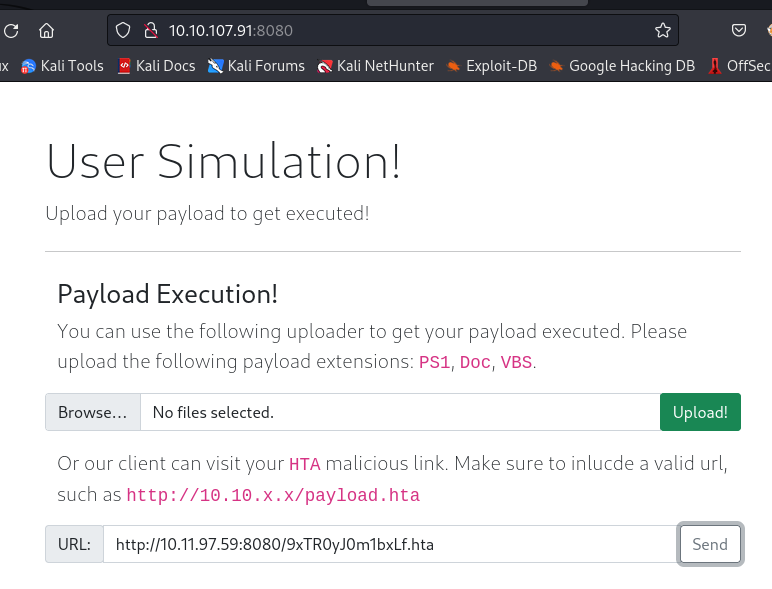 10.10.107.91:8080
Kali Tools Kali Docs Kali Forums Kali NetHunter Exploit-DB Google Hacking DB OffSec
User Simulation!
Upload your payload to get executed!
Payload Execution!
You can use the following uploader to get your payload executed. Please
upload the following payload extensions: PS1, Doc, VBS.
Browse… No files selected. Upload!
Or our client can visit your HTA malicious link. Make sure to inlucde a valid url,
such as http://10.10.x.x/payload.hta
URL: http://10.11.97.59:8080/9xTR0yJ0m1bxLf.hta Send